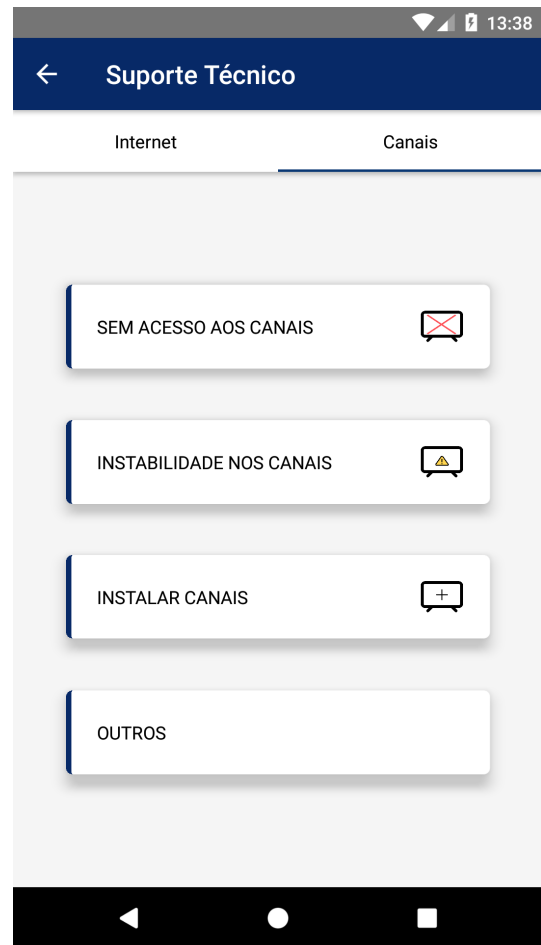 13:38
Suporte Técnico
Internet
Canais
SEM ACESSO AOS CANAIS
INSTABILIDADE NOS CANAIS
INSTALAR CANAIS
OUTROS